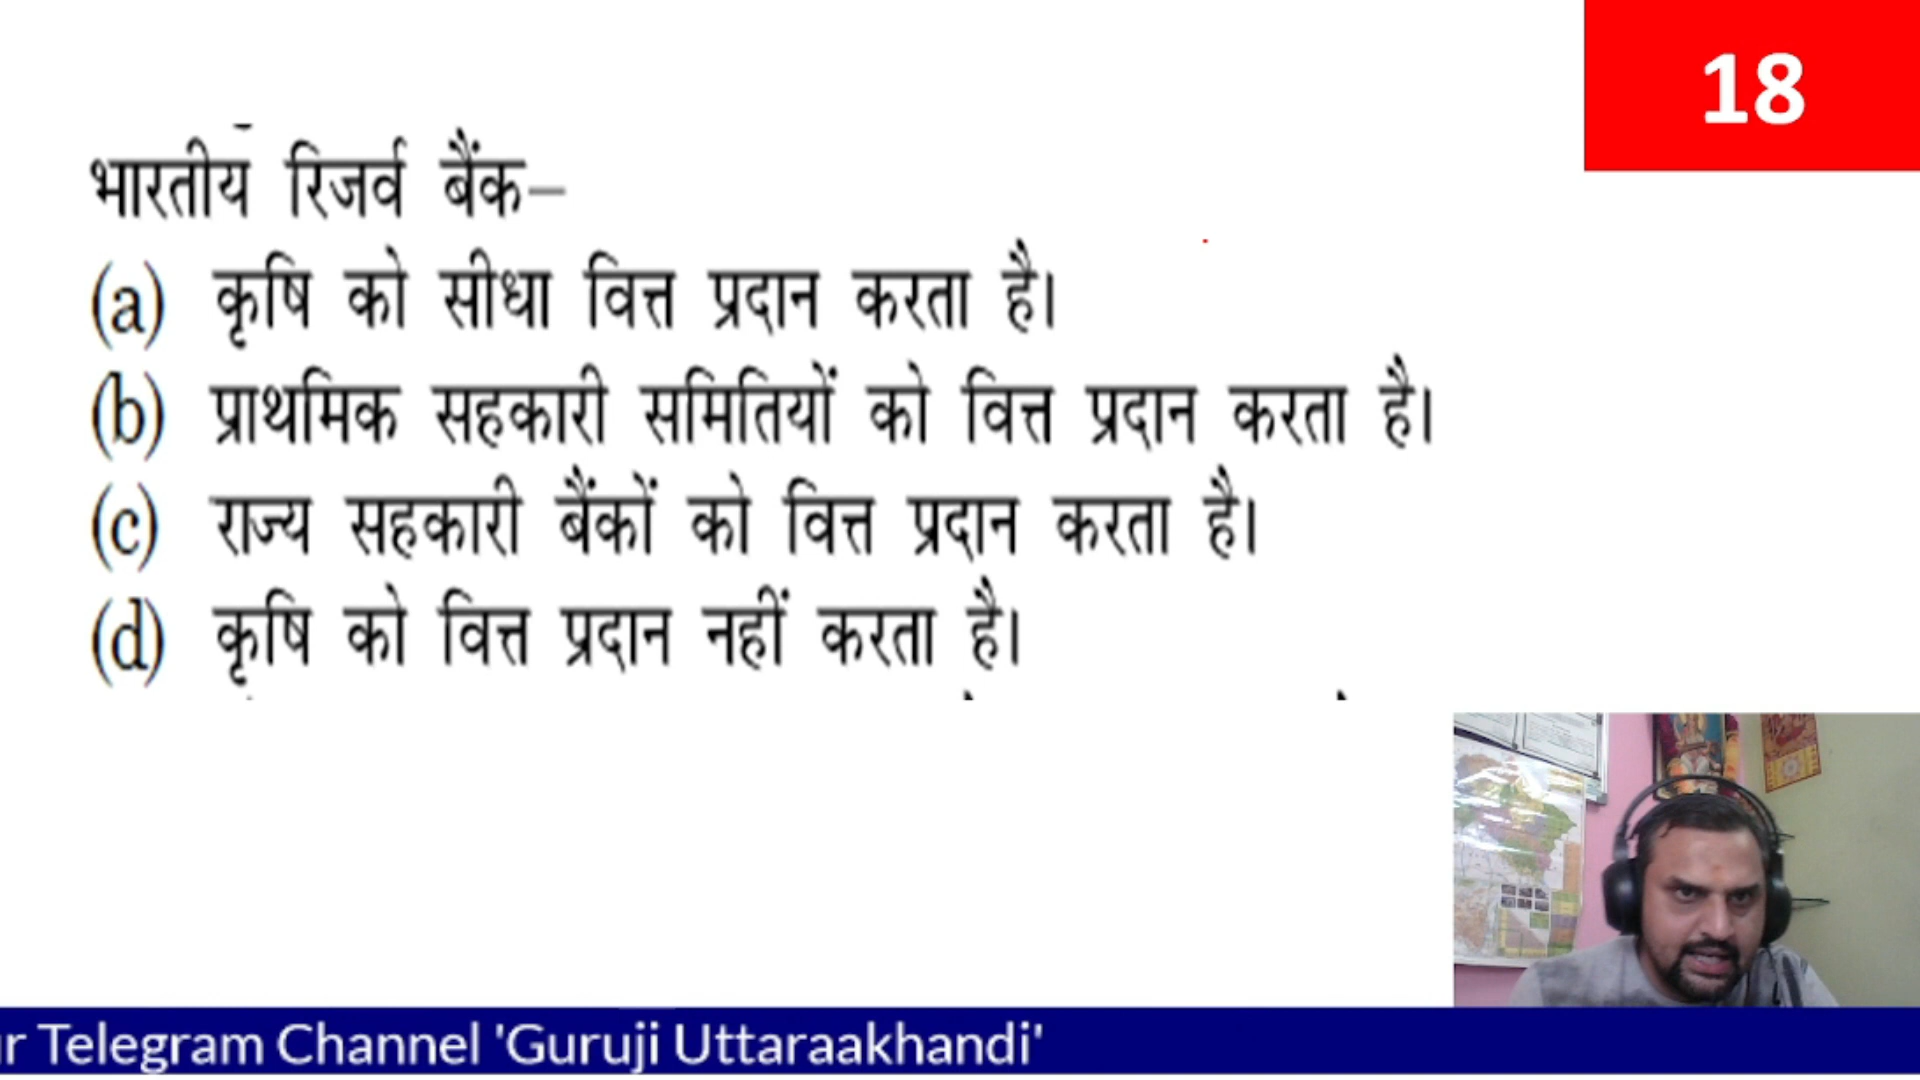 18
भारतीय रिजर्व बैंक–
(a) कृषि को सीधा वित्त प्रदान करता है।
(b) प्राथमिक सहकारी समितियों को वित्त प्रदान करता है।
(c) राज्य सहकारी बैंकों को वित्त प्रदान करता है।
(d) कृषि को वित्त प्रदान नहीं करता है।
r Telegram Channel 'Guruji Uttaraakhandi'